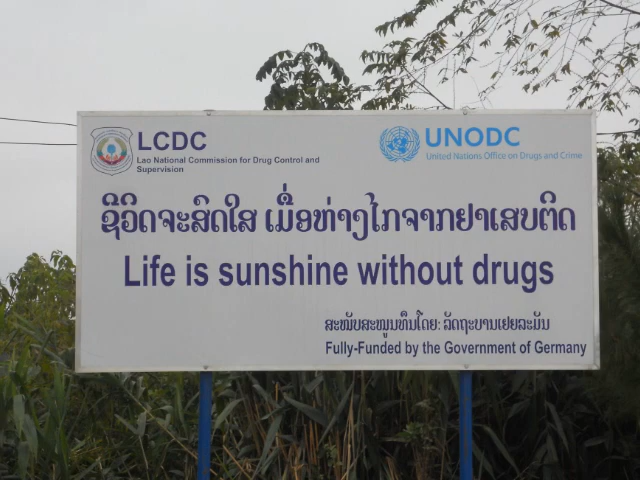 LCDC
Lao National Commission for Drug Control and
Supervision
UNODC
United Nations Office on Drugs and Crime
ຊີວິດຈະສົດໃສ ເມື່ອຫ່າງໄກຈາກຢາເສບຕິດ
Life is sunshine without drugs
ສະໜັບສະໜູນທຶນໂດຍ: ລັດຖະບານເຢຍລະມັນ
Fully-Funded by the Government of Germany